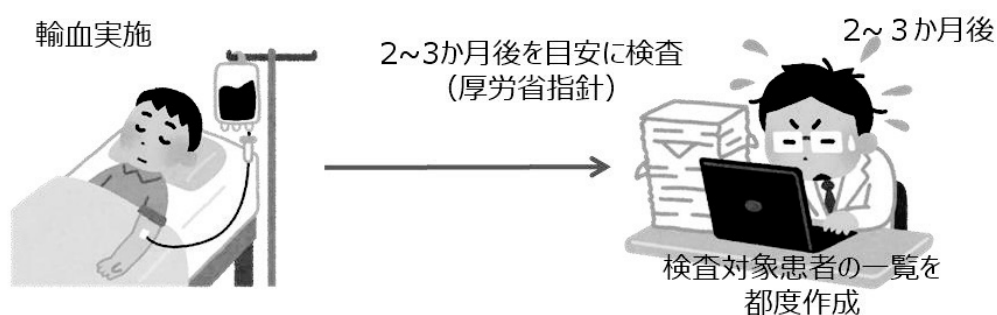 輸血実施
2~3か月後を目安に検査
（厚労省指針）
2~３か月後
検査対象患者の一覧を
都度作成